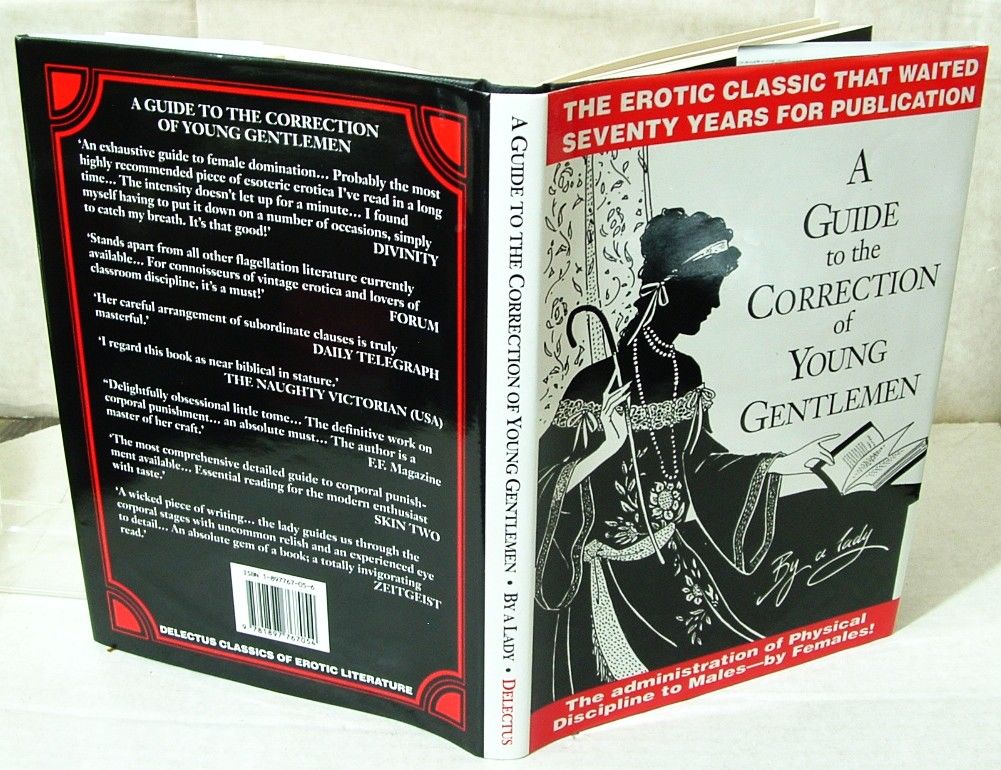 A GUIDE TO THE CORRECTION
OF YOUNG GENTLEMEN
'An exhaustive guide to female domination... Probably the most
highly recommended piece of esoteric erotica I've read in a long
time... The intensity doesn't let up for a minute... I found
myself having to put it down on a number of occasions, simply
to catch my breath. It's that good!'
DIVINITY
'Stands apart from all other flagellation literature currently
available... For connoisseurs of vintage erotica and lovers of
classroom discipline, it's a must!'
FORUM
'Her careful arrangement of subordinate clauses is truly
masterful.'
DAILY TELEGRAPH
'I regard this book as near biblical in stature.'
THE NAUGHTY VICTORIAN (USA)
"Delightfully obsessional little tome... The definitive work on
corporal punishment... an absolute must... The author is a
master of her craft.'
F.F. Magazine
'The most comprehensive detailed guide to corporal punish-
ment available... Essential reading for the modern enthusiast
with taste.'
SKIN TWO
'A wicked piece of writing... the lady guides us through the
corporal stages with uncommon relish and an experienced eye
to detail... An absolute gem of a book; a totally invigorating
read.'
ZEITGEIST
ISBN 1-897767-05-6
9 781897 767054
DELECTUS CLASSICS OF EROTIC LITERATURE
A GUIDE TO THE CORRECTION OF YOUNG GENTLEMEN • BY A LADY • DELECTUS
THE EROTIC CLASSIC THAT WAITED
SEVENTY YEARS FOR PUBLICATION
A
GUIDE
to the
CORRECTION
of
YOUNG
GENTLEMEN
By a lady
The administration of Physical
Discipline to Males—by Females!